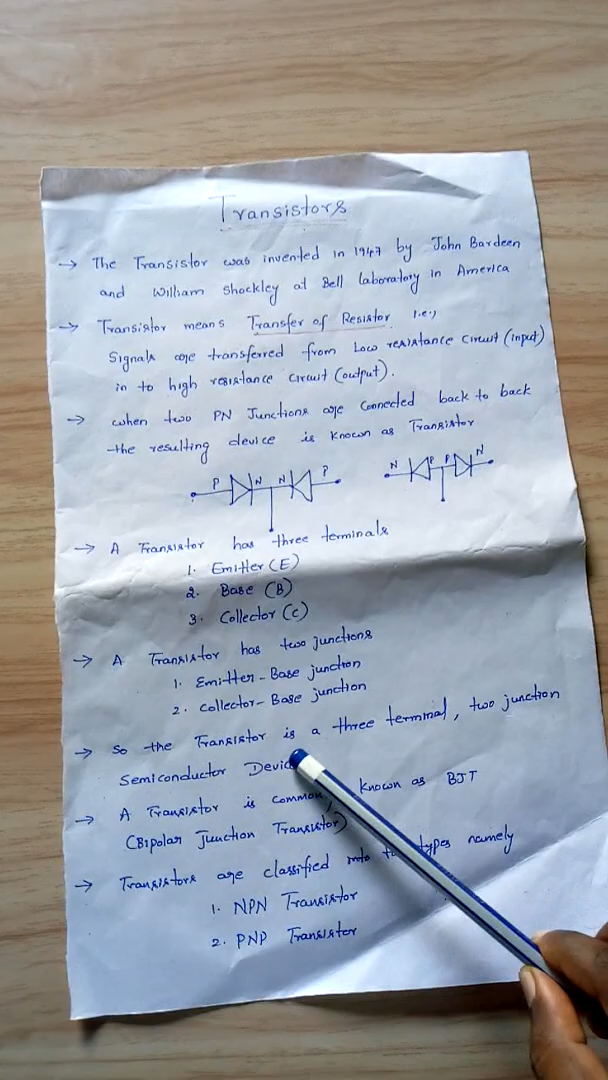 Transistors
→ The Transistor was invented in 1947 by John Bardeen
and William Shockley at Bell laboratory in America
→ Transistor means Transfer of Resistor i.e.,
Signals are transferred from Low resistance circuit (input)
in to high resistance circuit (output).
→ when two PN Junctions are connected back to back
the resulting device is known as Transistor
P N N P N P P N
→ A Transistor has three terminals
1. Emitter (E)
2. Base (B)
3. Collector (C)
→ A Transistor has two junctions
1. Emitter-Base junction
2. Collector-Base junction
→ So the Transistor is a three terminal, two junction
Semiconductor
→ A Transistor is known as BJT
(Bipolar Junction Transistor)
→ Transistors are classified into types namely
1. NPN Transistor
2. PNP Transistor